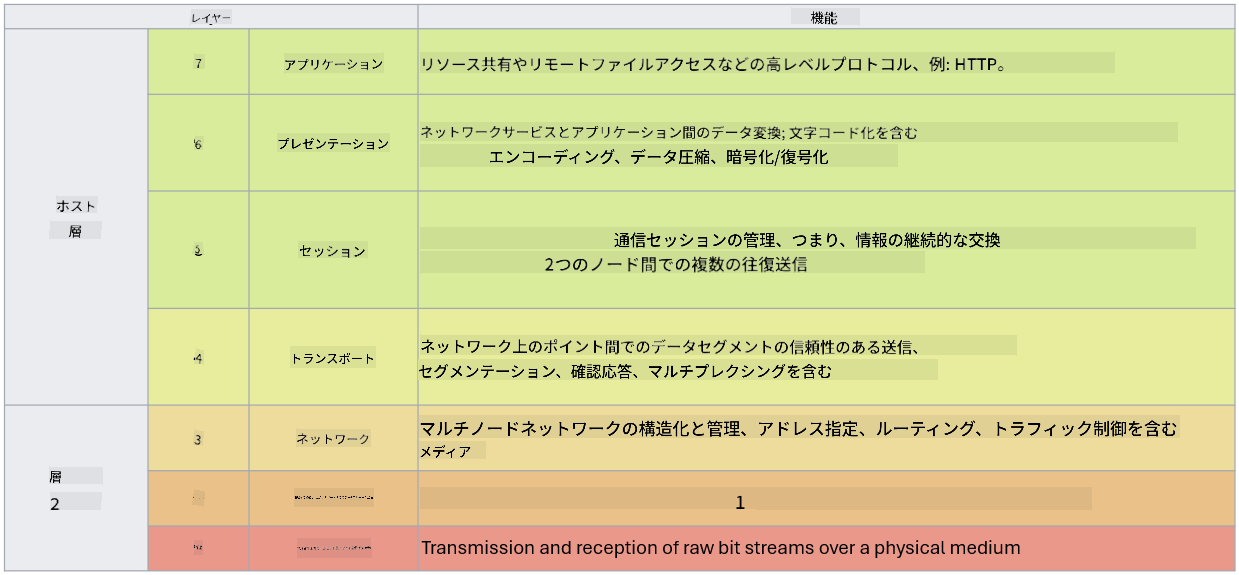 レイヤー
機能
ホスト
層
7
アプリケーション
リソース共有やリモートファイルアクセスなどの高レベルプロトコル、例: HTTP。
6
プレゼンテーション
ネットワークサービスとアプリケーション間のデータ変換; 文字コード化を含む
エンコーディング、データ圧縮、暗号化/復号化
5
セッション
通信セッションの管理、つまり、情報の継続的な交換
2つのノード間での複数の往復送信
4
トランスポート
ネットワーク上のポイント間でのデータセグメントの信頼性のある送信、
セグメンテーション、確認応答、マルチプレクシングを含む
層
2
3
ネットワーク
マルチノードネットワークの構造化と管理、アドレス指定、ルーティング、トラフィック制御を含む
メディア
1
Transmission and reception of raw bit streams over a physical medium